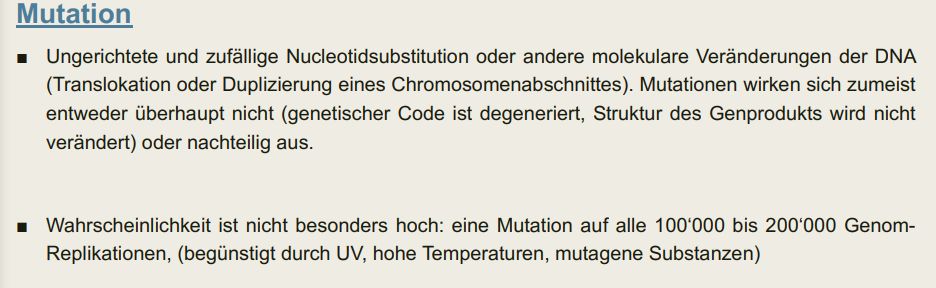 Mutation
▪ Ungerichtete und zufällige Nucleotidsubstitution oder andere molekulare Veränderungen der DNA
(Translokation oder Duplizierung eines Chromosomenabschnittes). Mutationen wirken sich zumeist
entweder überhaupt nicht (genetischer Code ist degeneriert, Struktur des Genprodukts wird nicht
verändert) oder nachteilig aus.
▪ Wahrscheinlichkeit ist nicht besonders hoch: eine Mutation auf alle 100‘000 bis 200‘000 Genom-
Replikationen, (begünstigt durch UV, hohe Temperaturen, mutagene Substanzen)